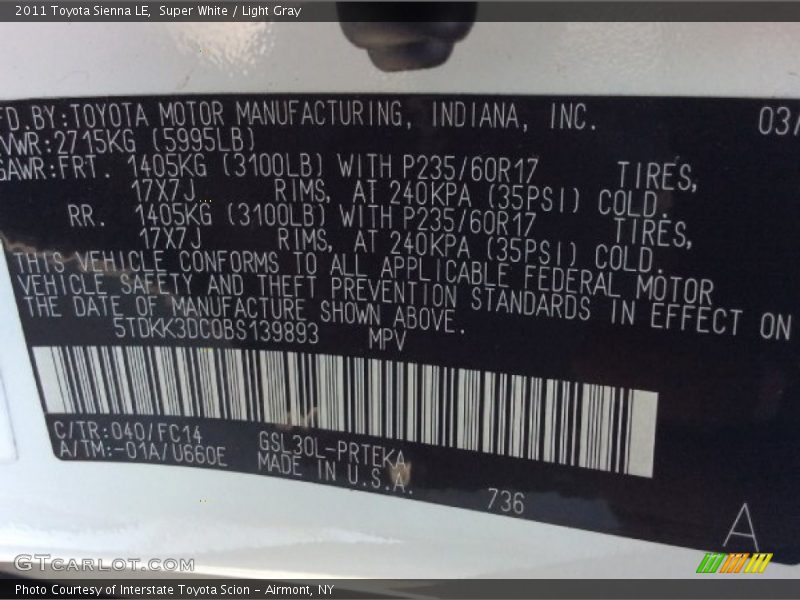 2011 Toyota Sienna LE, Super White / Light Gray
FD.BY:TOYOTA MOTOR MANUFACTURING, INDIANA, INC. 03/
VWR:2715KG (5995LB)
GAWR:FRT. 1405KG (3100LB) WITH P235/60R17 TIRES,
17X7J RIMS, AT 240KPA (35PSI) COLD.
RR. 1405KG (3100LB) WITH P235/60R17 TIRES,
17X7J RIMS, AT 240KPA (35PSI) COLD.
THIS VEHICLE CONFORMS TO ALL APPLICABLE FEDERAL MOTOR
VEHICLE SAFETY AND THEFT PREVENTION STANDARDS IN EFFECT ON
THE DATE OF MANUFACTURE SHOWN ABOVE.
5TDKK3DC0BS139893 MPV
C/TR:040/FC14 GSL30L-PRTEKA
A/TM:-01A/U660E MADE IN U.S.A.
736
A
GTCARLOT.COM
Photo Courtesy of Interstate Toyota Scion - Airmont, NY